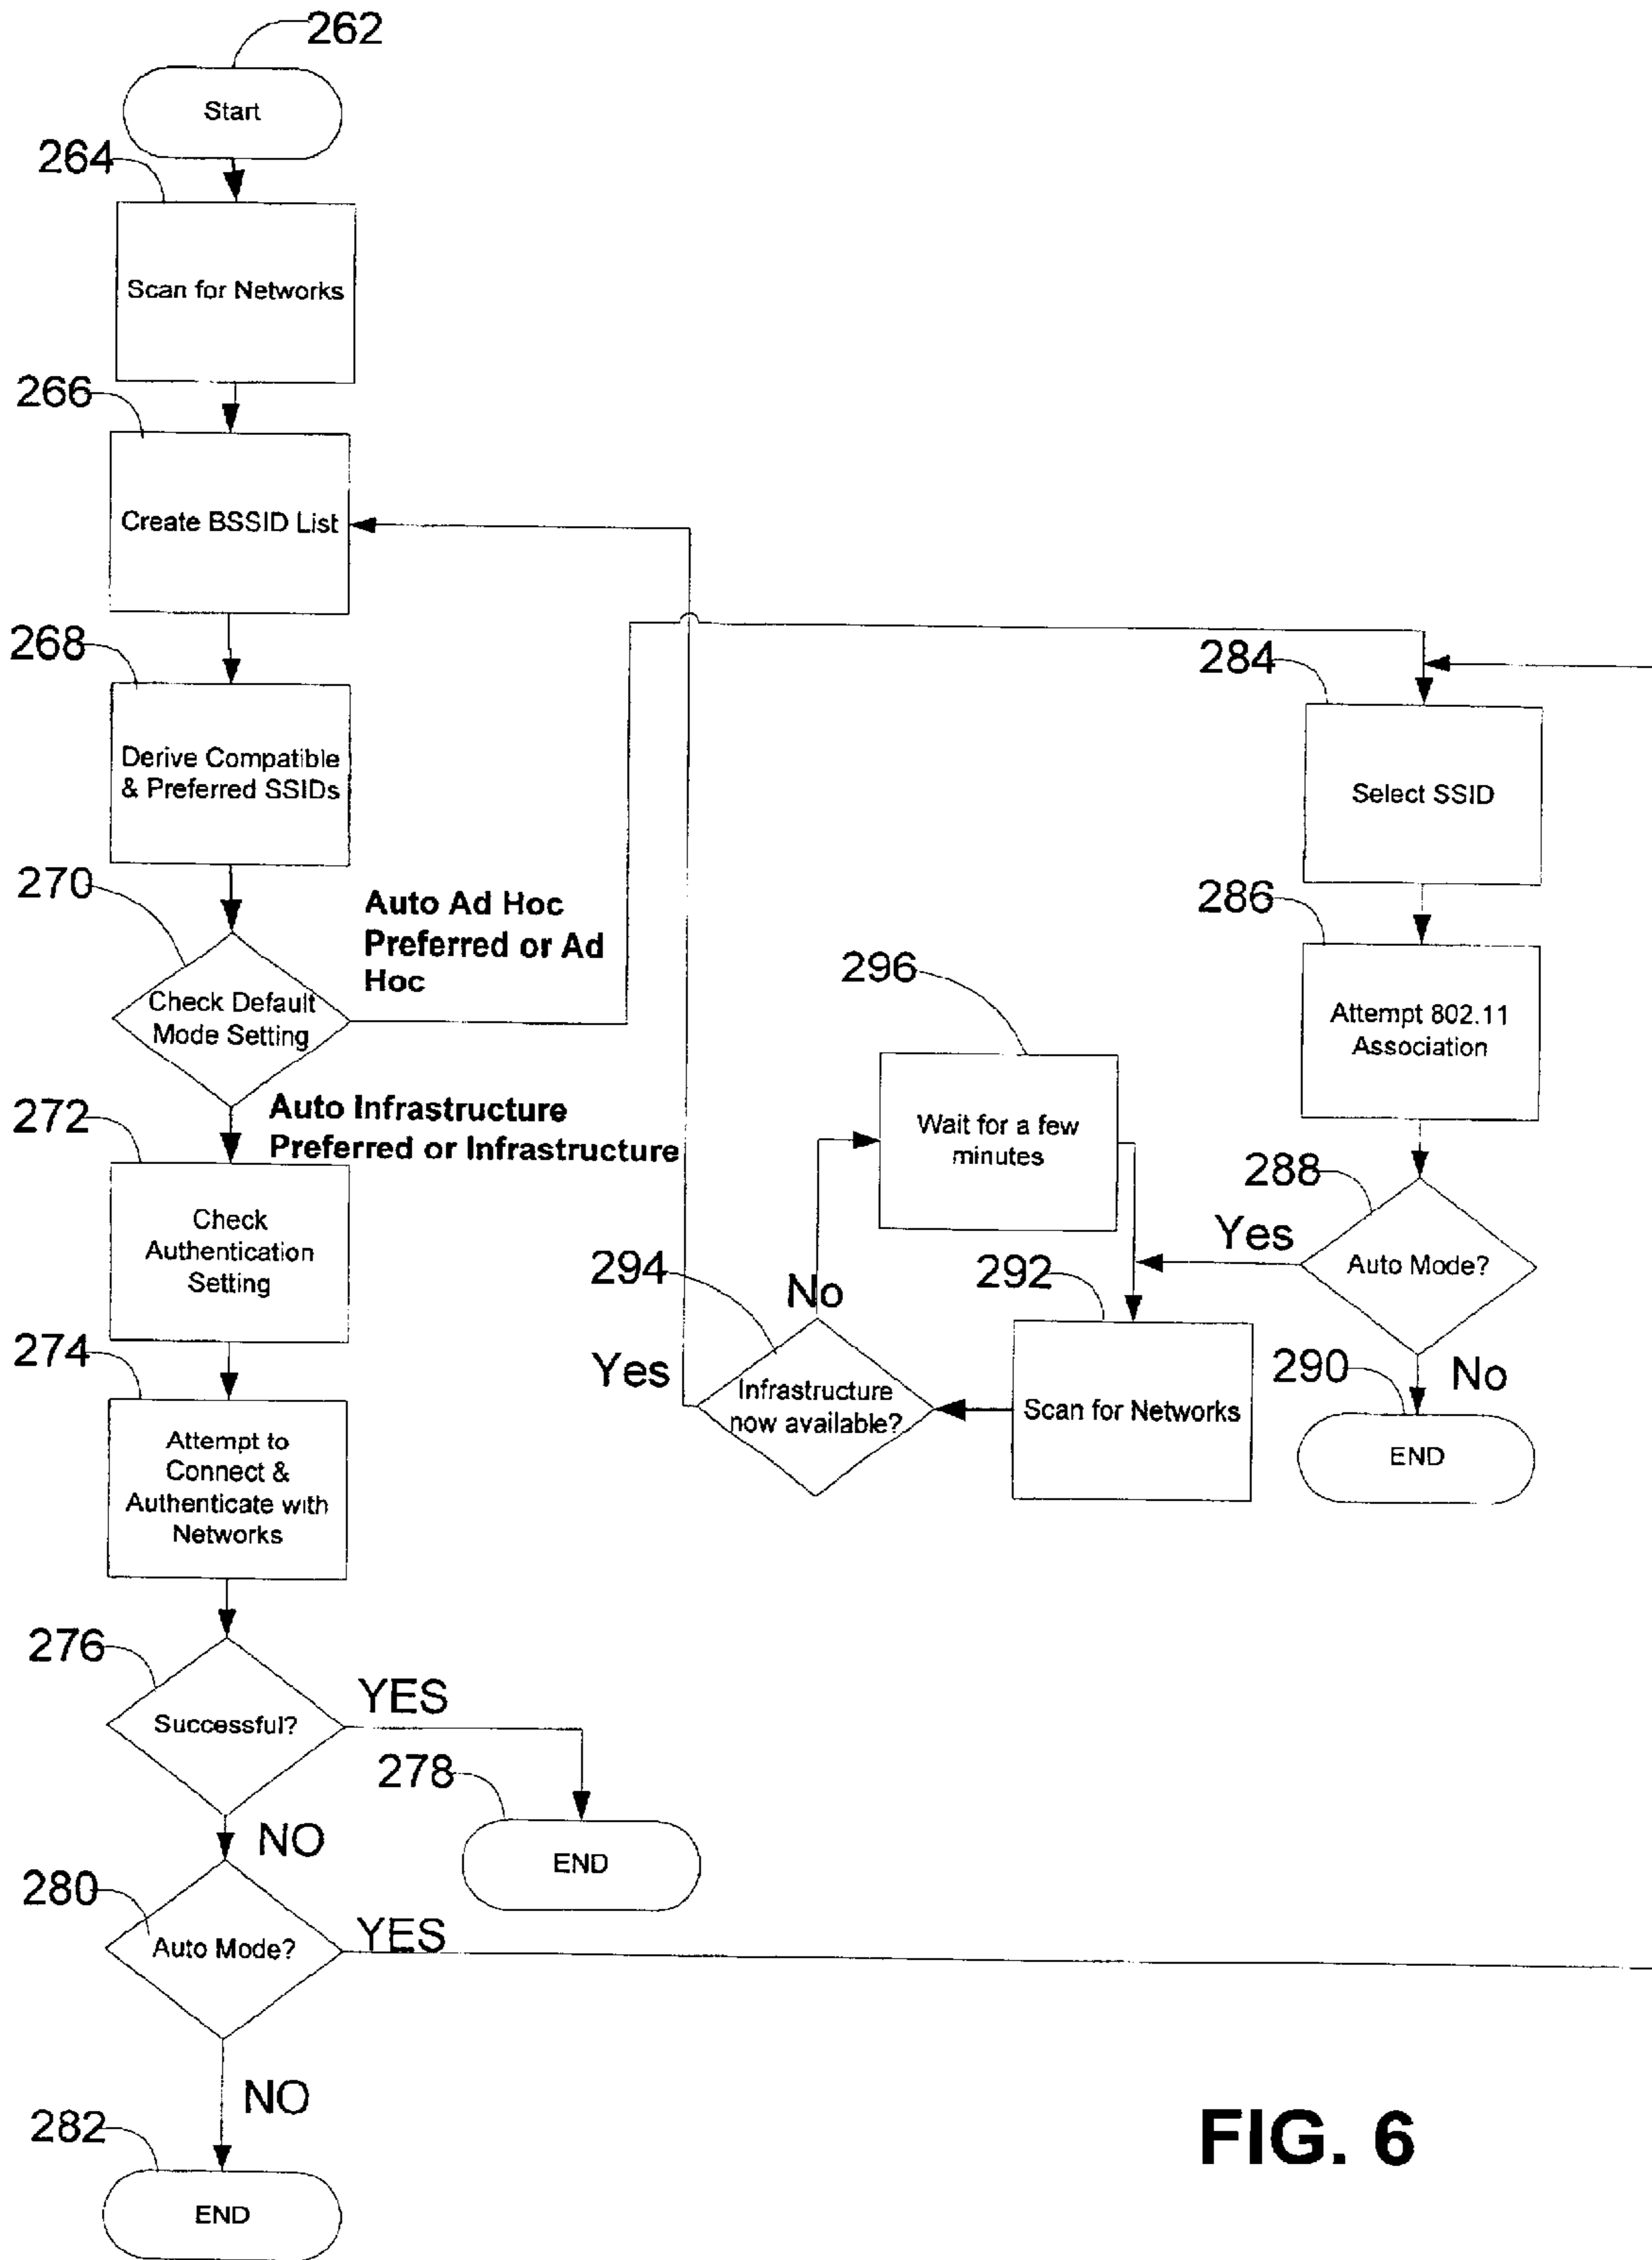 262
Start
264
Scan for Networks
266
Create BSSID List
268
Derive Compatible
& Preferred SSIDs
270
Auto Ad Hoc
Preferred or Ad
Hoc
Check Default
Mode Setting
272
Auto Infrastructure
Preferred or Infrastructure
Check
Authentication
Setting
274
Attempt to
Connect &
Authenticate with
Networks
276
Successful?
YES
278
END
NO
280
Auto Mode?
YES
NO
282
END
284
Select SSID
286
Attempt 802.11
Association
288
Auto Mode?
Yes
No
290
END
292
Scan for Networks
294
Infrastructure
now available?
Yes
No
296
Wait for a few
minutes
FIG. 6